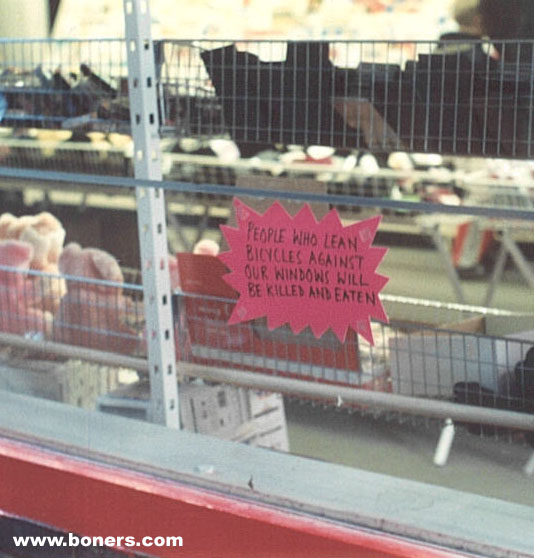 PEOPLE WHO LEAN
BICYCLES AGAINST
OUR WINDOWS WILL
BE KILLED AND EATEN
www.boners.com